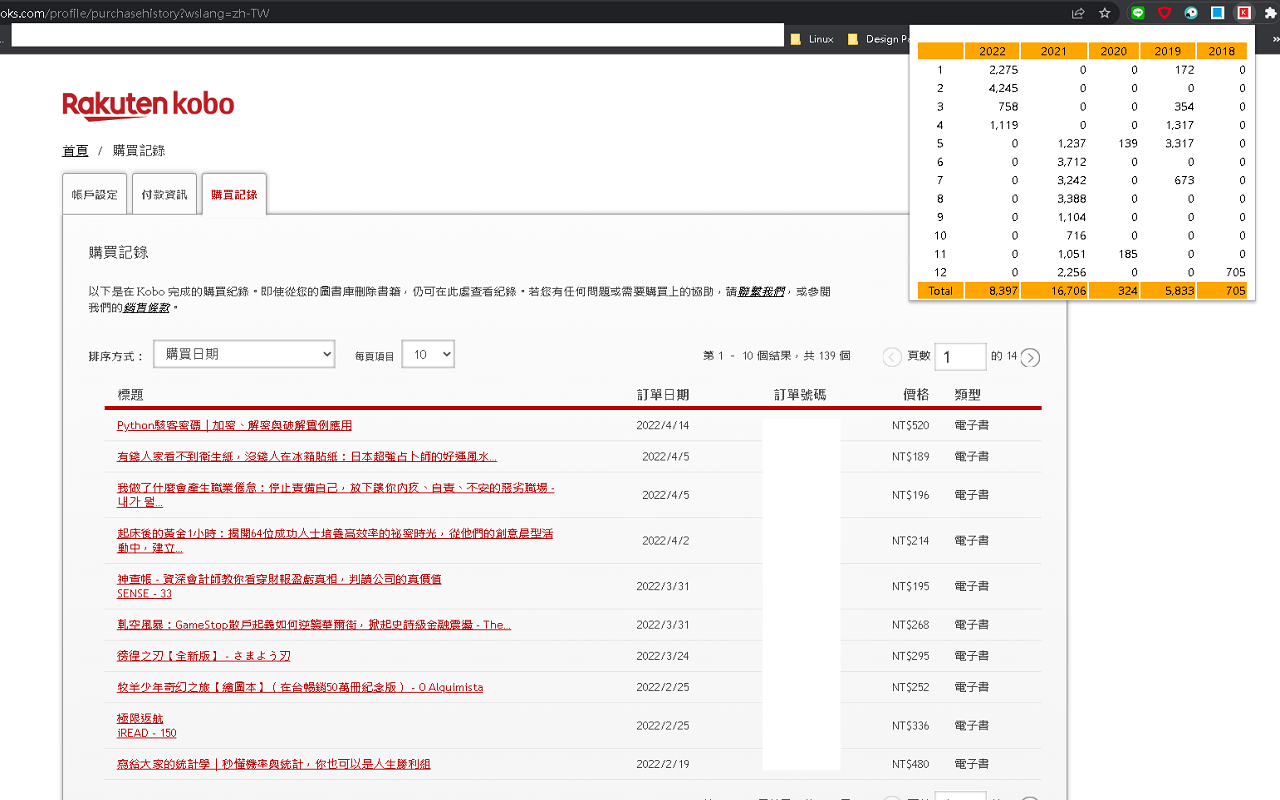 oks.com/profile/purchasehistory?wslang=zh-TW
Linux
Design Pa
»
2022 2021 2020 2019 2018
1 2,275 0 0 172 0
2 4,245 0 0 0 0
3 758 0 0 354 0
4 1,119 0 0 1,317 0
5 0 1,237 139 3,317 0
6 0 3,712 0 0 0
7 0 3,242 0 673 0
8 0 3,388 0 0 0
9 0 1,104 0 0 0
10 0 716 0 0 0
11 0 1,051 185 0 0
12 0 2,256 0 0 705
Total 8,397 16,706 324 5,833 705
Rakuten kobo
首頁 / 購買記錄
帳戶設定 付款資訊 購買記錄
購買記錄
以下是在 Kobo 完成的購買紀錄。即使從您的圖書庫刪除書籍，仍可在此處查看紀錄。若您有任何問題或需要購買上的協助，請聯繫我們，或參閱
我們的銷售條款。
排序方式： 購買日期 每頁項目 10 第 1 - 10 個結果，共 139 個 頁數 1 的 14
標題 訂單日期 訂單號碼 價格 類型
Python駭客密碼｜加密、解密與破解實例應用 2022/4/14 NT$520 電子書
有錢人家看不到衛生紙，沒錢人在冰箱貼紙：日本超強占卜師的好運風水... 2022/4/5 NT$189 電子書
我做了什麼會產生職業倦怠：停止責備自己，放下讓你內疚、自責、不安的惡劣職場 -
내가 뭘... 2022/4/5 NT$196 電子書
起床後的黃金1小時：揭開64位成功人士培養高效率的祕密時光，從他們的創意晨型活
動中，建立... 2022/4/2 NT$214 電子書
神查帳 - 資深會計師教你看穿財報盈虧真相，判讀公司的真價值
SENSE - 33 2022/3/31 NT$195 電子書
軋空風暴：GameStop散戶起義如何逆襲華爾街，掀起史詩級金融震盪 - The... 2022/3/31 NT$268 電子書
徬徨之刃【全新版】 - さまよう刃 2022/3/24 NT$295 電子書
牧羊少年奇幻之旅【繪圖本】（在台暢銷50萬冊紀念版） - O Alquimista 2022/2/25 NT$252 電子書
極限返航
iREAD - 150 2022/2/25 NT$336 電子書
寫給大家的統計學｜秒懂機率與統計，你也可以是人生勝利組 2022/2/19 NT$480 電子書